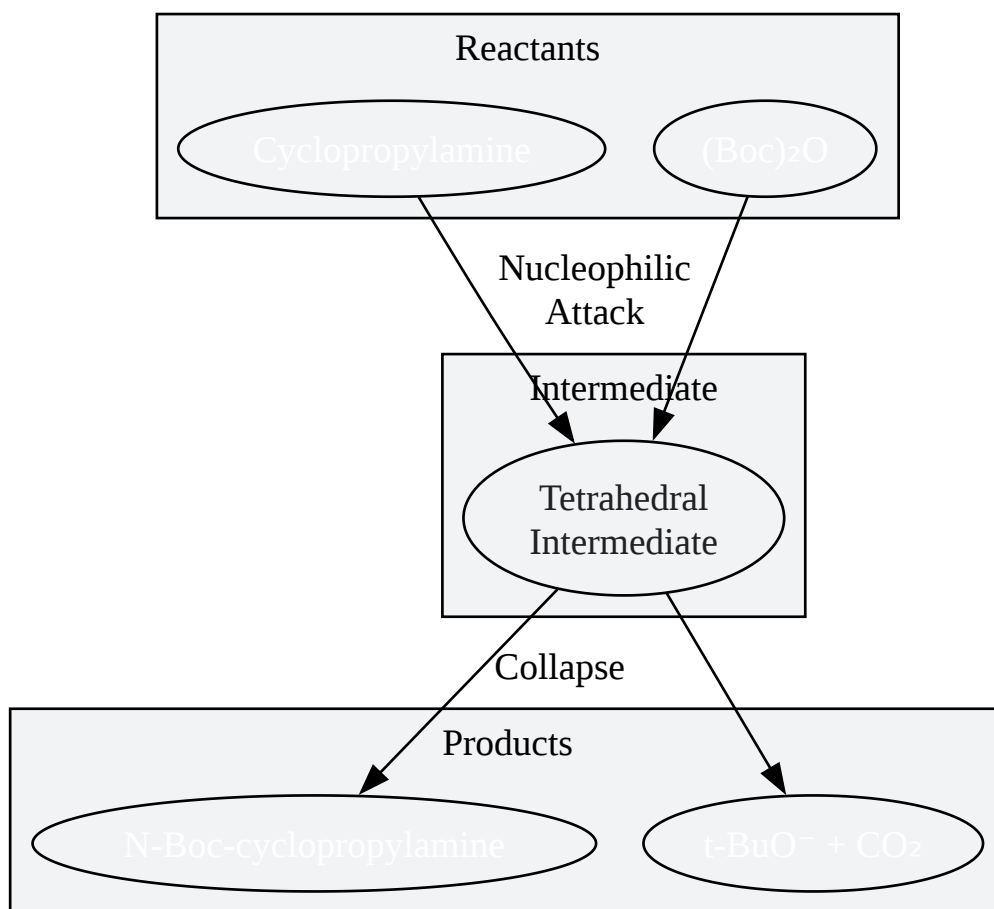 Reactants
Cyclopropylamine
(Boc)₂O
Nucleophilic
Attack
Intermediate
Tetrahedral
Intermediate
Collapse
Products
N-Boc-cyclopropylamine
t-BuO⁻ + CO₂